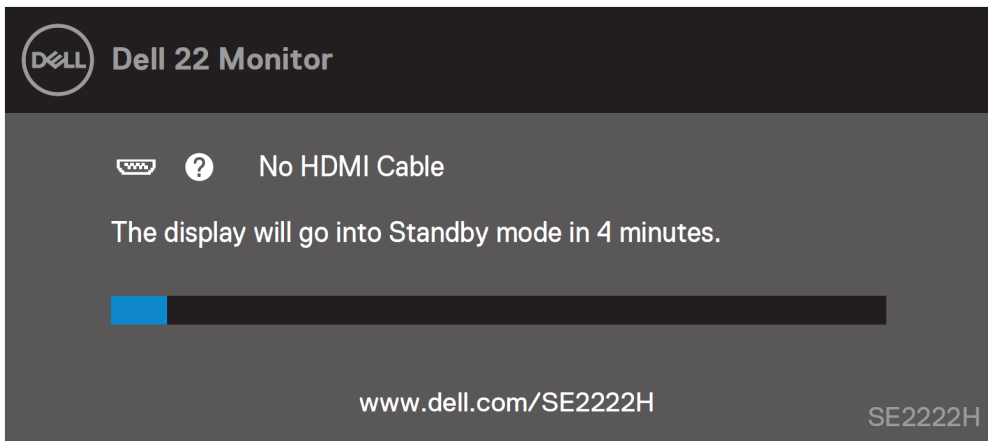 DELL
Dell 22 Monitor
? No HDMI Cable
The display will go into Standby mode in 4 minutes.
www.dell.com/SE2222H
SE2222H